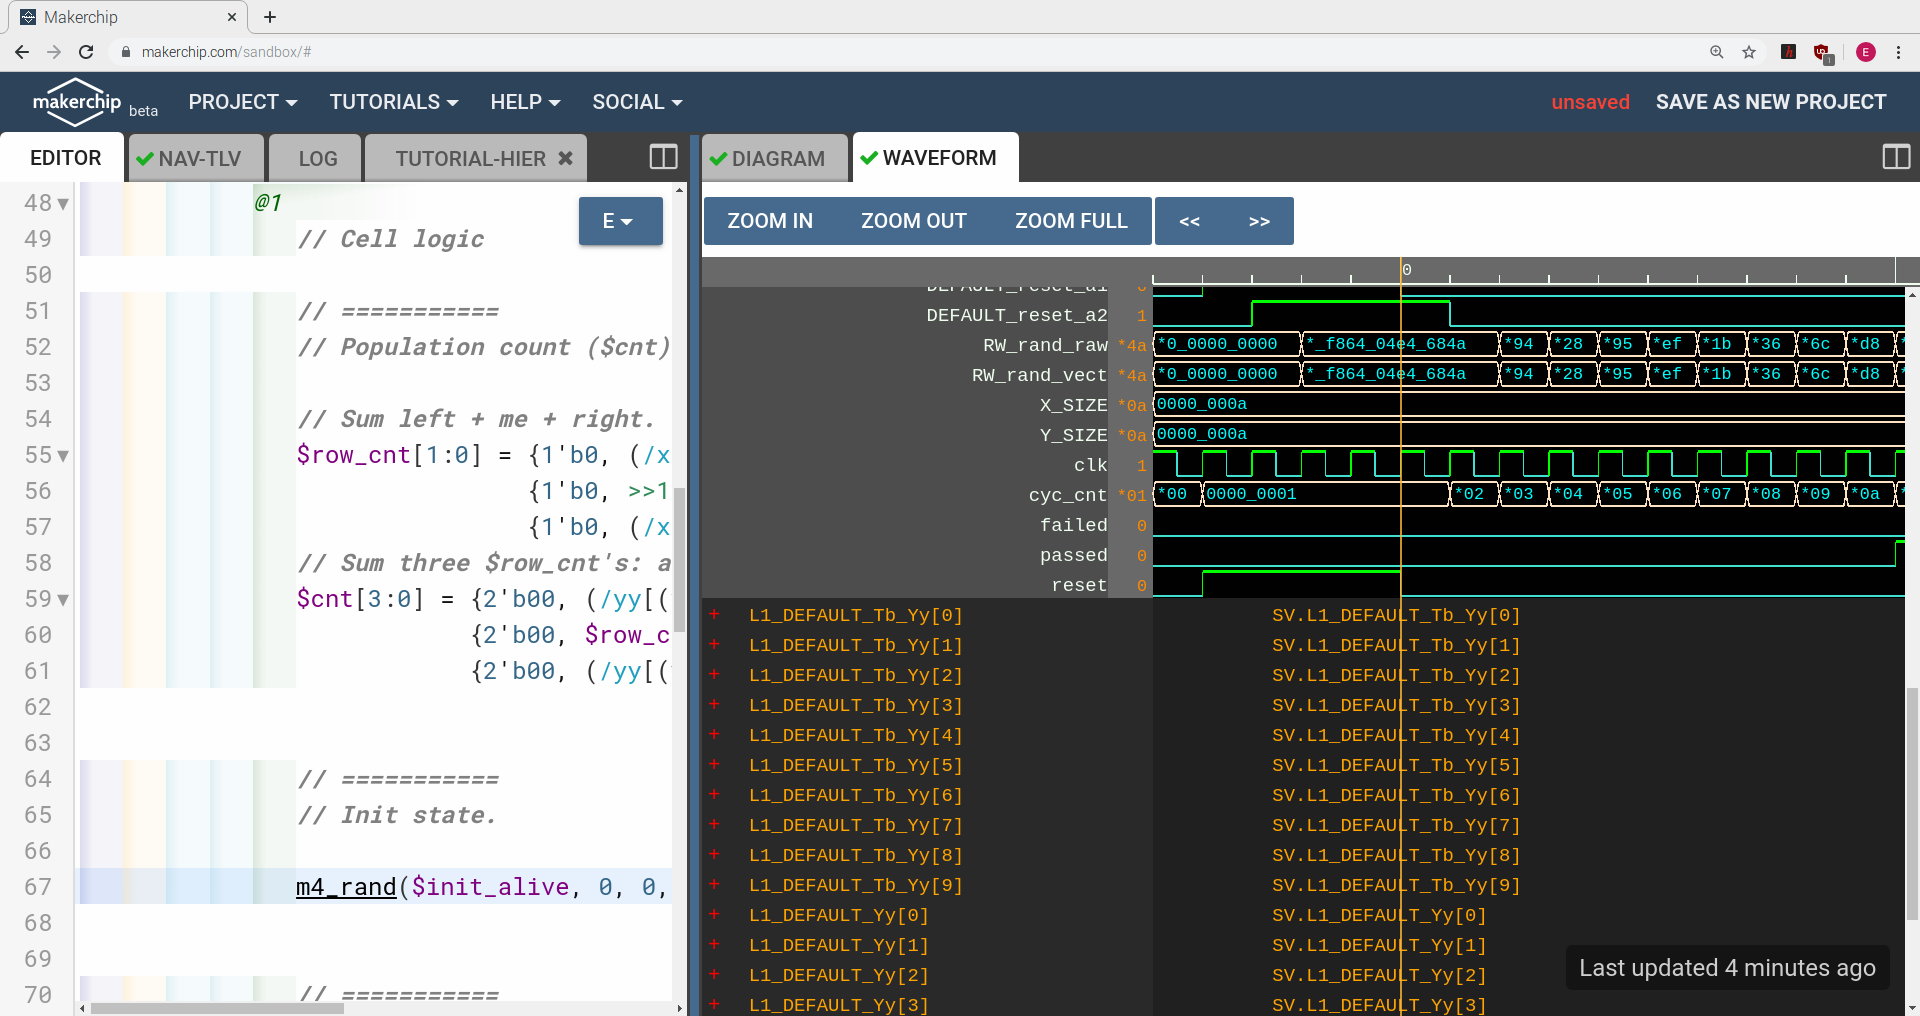 Makerchip
makerchip.com/sandbox/#
E
1
makerchip beta
PROJECT
TUTORIALS
HELP
SOCIAL
unsaved
SAVE AS NEW PROJECT
EDITOR
NAV-TLV
LOG
TUTORIAL-HIER
DIAGRAM
WAVEFORM
E
48 @1
49 // Cell logic
50
51 // ===========
52 // Population count ($cnt)
53
54 // Sum left + me + right.
55 $row_cnt[1:0] = {1'b0, (/x
56 {1'b0, >>1
57 {1'b0, (/x
58 // Sum three $row_cnt's: a
59 $cnt[3:0] = {2'b00, (/yy[(
60 {2'b00, $row_c
61 {2'b00, (/yy[(
62
63
64 // ===========
65 // Init state.
66
67 m4_rand($init_alive, 0, 0,
68
69
70 // ===========
ZOOM IN
ZOOM OUT
ZOOM FULL
<<
>>
0
DEFAULT_reset_a1 0
DEFAULT_reset_a2 1
RW_rand_raw *4a *0_0000_0000 *_f864_04e4_684a *94 *28 *95 *ef *1b *36 *6c *d8
RW_rand_vect *4a *0_0000_0000 *_f864_04e4_684a *94 *28 *95 *ef *1b *36 *6c *d8
X_SIZE *0a 0000_000a
Y_SIZE *0a 0000_000a
clk 1
cyc_cnt *01 *00 0000_0001 *02 *03 *04 *05 *06 *07 *08 *09 *0a
failed 0
passed 0
reset 0
+ L1_DEFAULT_Tb_Yy[0] SV.L1_DEFAULT_Tb_Yy[0]
+ L1_DEFAULT_Tb_Yy[1] SV.L1_DEFAULT_Tb_Yy[1]
+ L1_DEFAULT_Tb_Yy[2] SV.L1_DEFAULT_Tb_Yy[2]
+ L1_DEFAULT_Tb_Yy[3] SV.L1_DEFAULT_Tb_Yy[3]
+ L1_DEFAULT_Tb_Yy[4] SV.L1_DEFAULT_Tb_Yy[4]
+ L1_DEFAULT_Tb_Yy[5] SV.L1_DEFAULT_Tb_Yy[5]
+ L1_DEFAULT_Tb_Yy[6] SV.L1_DEFAULT_Tb_Yy[6]
+ L1_DEFAULT_Tb_Yy[7] SV.L1_DEFAULT_Tb_Yy[7]
+ L1_DEFAULT_Tb_Yy[8] SV.L1_DEFAULT_Tb_Yy[8]
+ L1_DEFAULT_Tb_Yy[9] SV.L1_DEFAULT_Tb_Yy[9]
+ L1_DEFAULT_Yy[0] SV.L1_DEFAULT_Yy[0]
+ L1_DEFAULT_Yy[1] SV.L1_DEFAULT_Yy[1]
+ L1_DEFAULT_Yy[2] SV.L1_DEFAULT_Yy[2]
+ L1_DEFAULT_Yy[3] SV.L1_DEFAULT_Yy[3]
Last updated 4 minutes ago